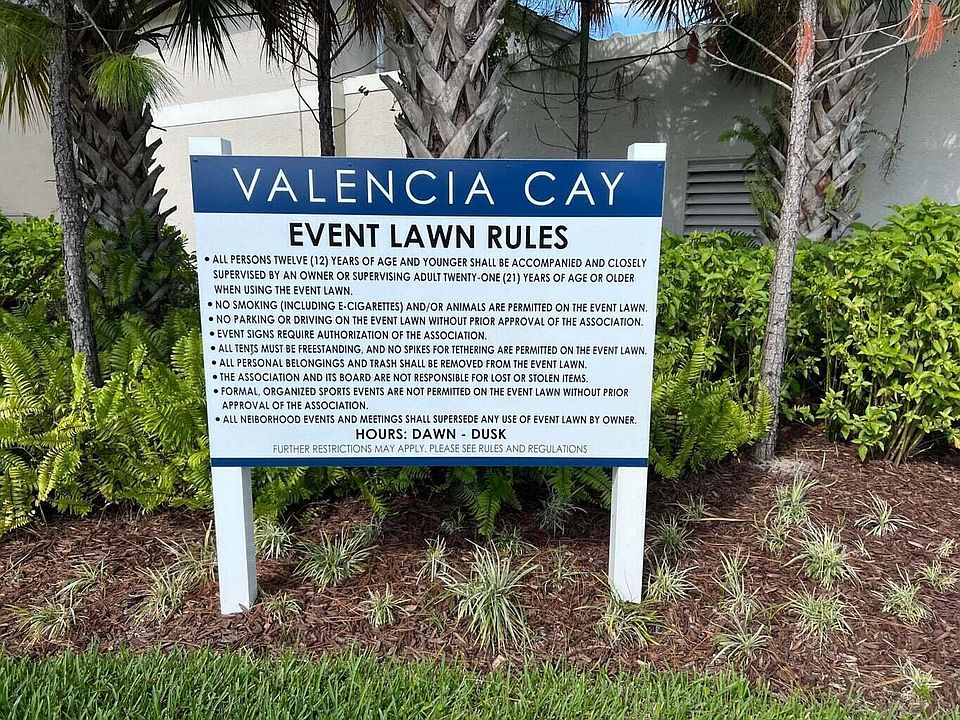 VALENCIA CAY
EVENT LAWN RULES
• ALL PERSONS TWELVE (12) YEARS OF AGE AND YOUNGER SHALL BE ACCOMPANIED AND CLOSELY
SUPERVISED BY AN OWNER OR SUPERVISING ADULT TWENTY-ONE (21) YEARS OF AGE OR OLDER
WHEN USING THE EVENT LAWN.
• NO SMOKING (INCLUDING E-CIGARETTES) AND/OR ANIMALS ARE PERMITTED ON THE EVENT LAWN.
• NO PARKING OR DRIVING ON THE EVENT LAWN WITHOUT PRIOR APPROVAL OF THE ASSOCIATION.
• EVENT SIGNS REQUIRE AUTHORIZATION OF THE ASSOCIATION.
• ALL TENTS MUST BE FREESTANDING, AND NO SPIKES FOR TETHERING ARE PERMITTED ON THE EVENT LAWN.
• ALL PERSONAL BELONGINGS AND TRASH SHALL BE REMOVED FROM THE EVENT LAWN.
• THE ASSOCIATION AND ITS BOARD ARE NOT RESPONSIBLE FOR LOST OR STOLEN ITEMS.
• FORMAL, ORGANIZED SPORTS EVENTS ARE NOT PERMITTED ON THE EVENT LAWN WITHOUT PRIOR
APPROVAL OF THE ASSOCIATION.
• ALL NEIBORHOOD EVENTS AND MEETINGS SHALL SUPERSEDE ANY USE OF EVENT LAWN BY OWNER.
HOURS: DAWN - DUSK
FURTHER RESTRICTIONS MAY APPLY. PLEASE SEE RULES AND REGULATIONS